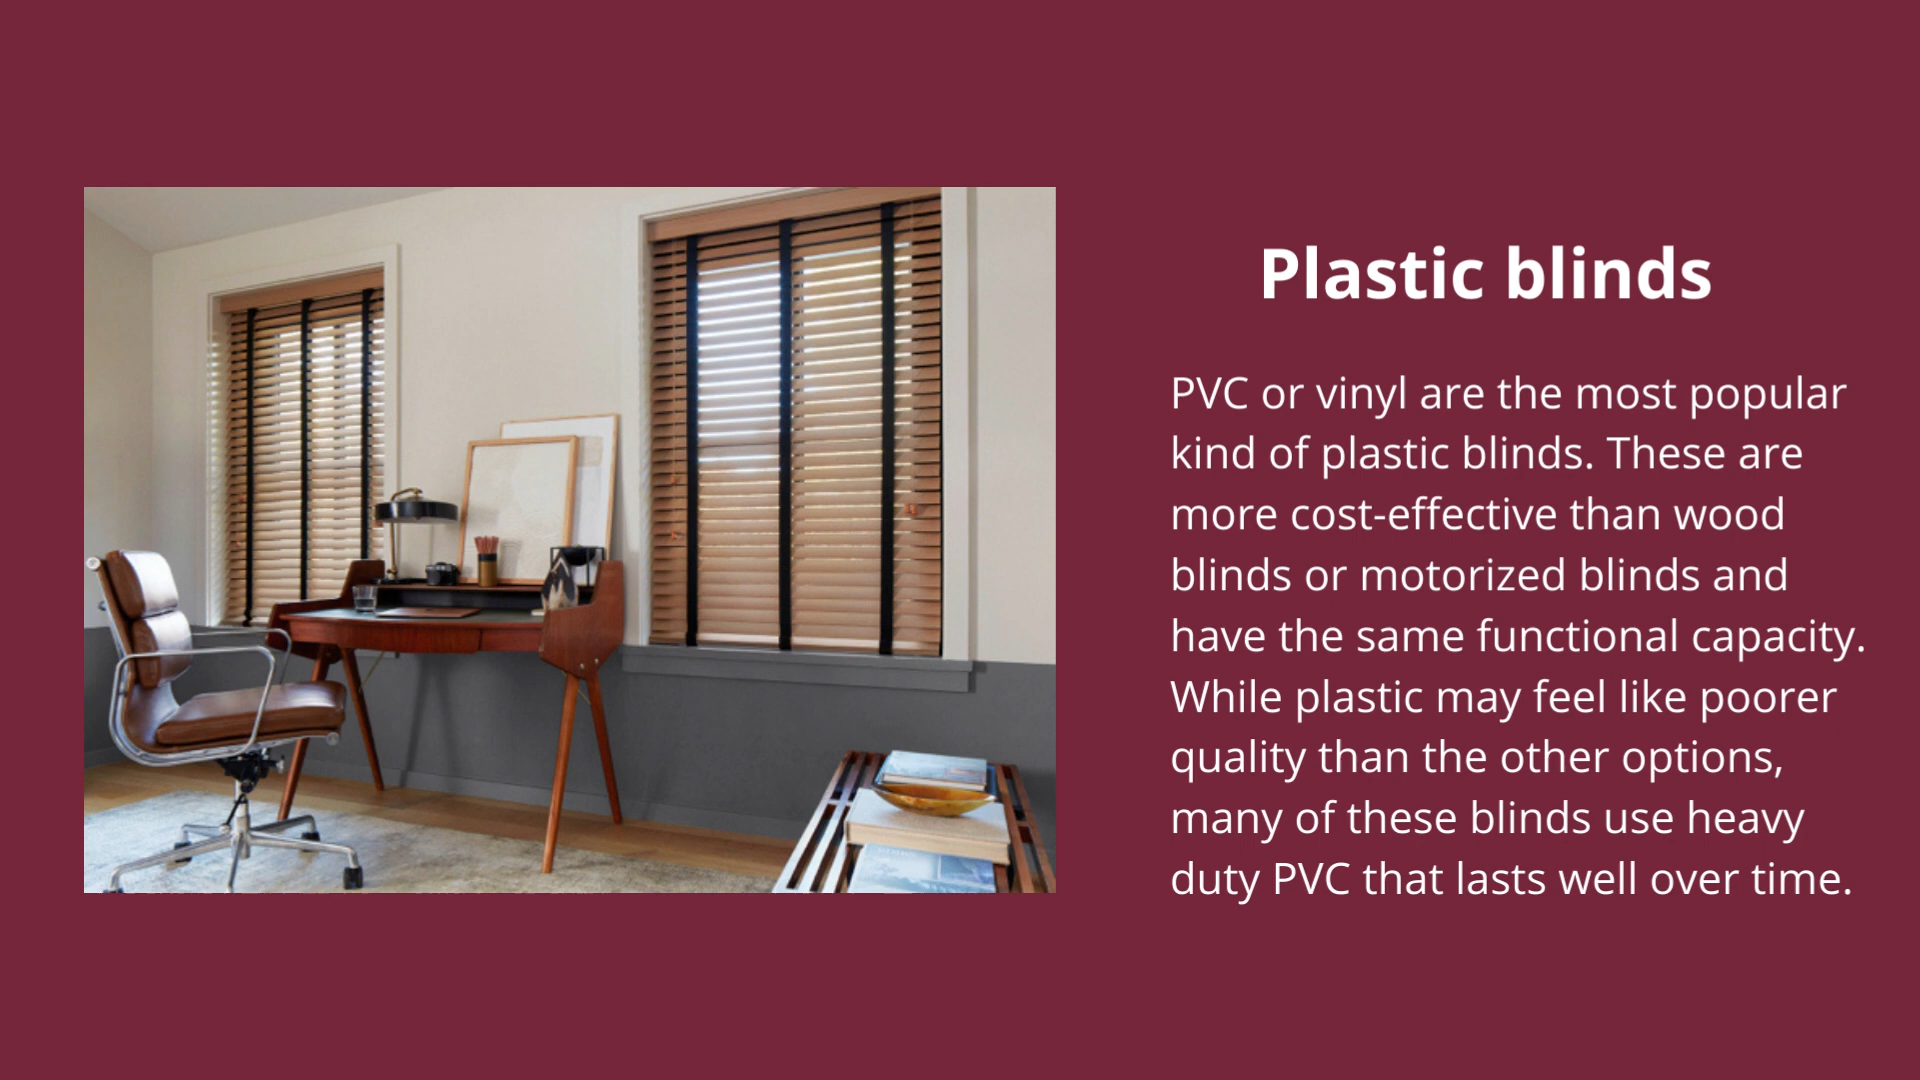 Plastic blinds
PVC or vinyl are the most popular
kind of plastic blinds. These are
more cost-effective than wood
blinds or motorized blinds and
have the same functional capacity.
While plastic may feel like poorer
quality than the other options,
many of these blinds use heavy
duty PVC that lasts well over time.